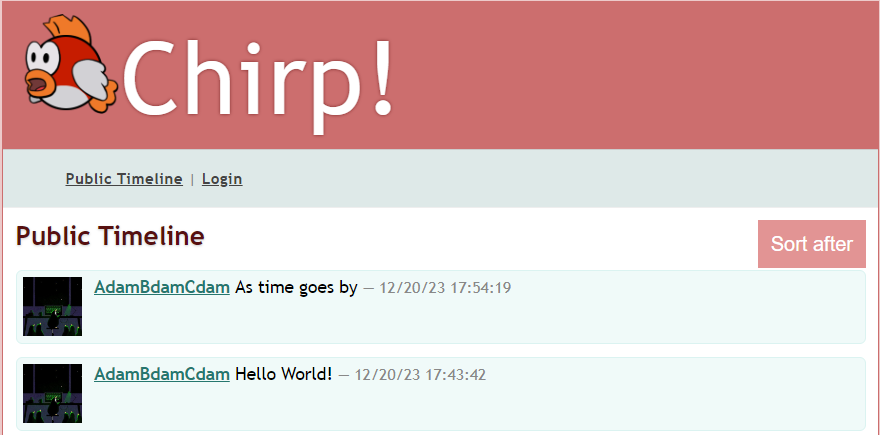 Chirp!
Public Timeline | Login
Public Timeline
Sort after
AdamBdamCdam As time goes by — 12/20/23 17:54:19
AdamBdamCdam Hello World! — 12/20/23 17:43:42